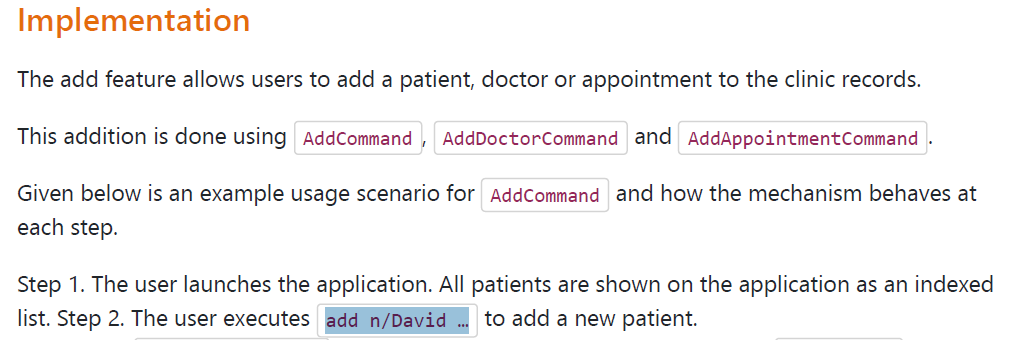 Implementation
The add feature allows users to add a patient, doctor or appointment to the clinic records.
This addition is done using AddCommand, AddDoctorCommand and AddAppointmentCommand.
Given below is an example usage scenario for AddCommand and how the mechanism behaves at
each step.
Step 1. The user launches the application. All patients are shown on the application as an indexed
list. Step 2. The user executes add n/David … to add a new patient.